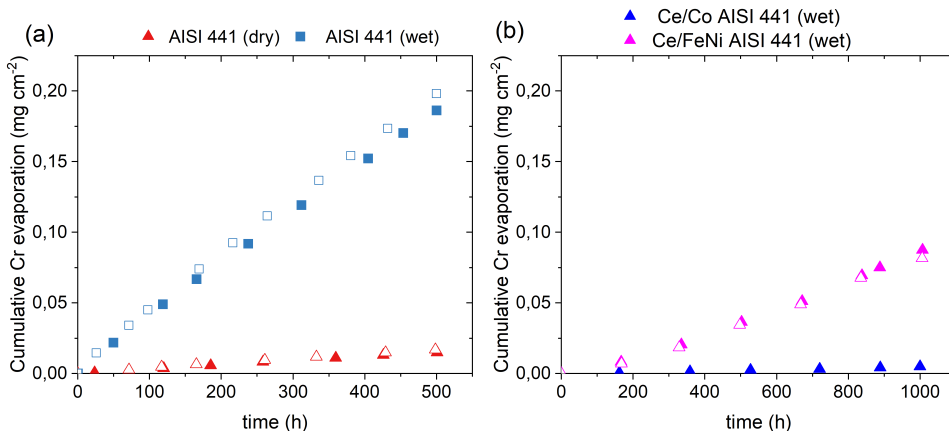 (a)
AISI 441 (dry) AISI 441 (wet)
Cumulative Cr evaporation (mg cm-2)
0,20
0,15
0,10
0,05
0,00
0 100 200 300 400 500
time (h)
(b)
Ce/Co AISI 441 (wet)
Ce/FeNi AISI 441 (wet)
Cumulative Cr evaporation (mg cm-2)
0,20
0,15
0,10
0,05
0,00
0 200 400 600 800 1000
time (h)